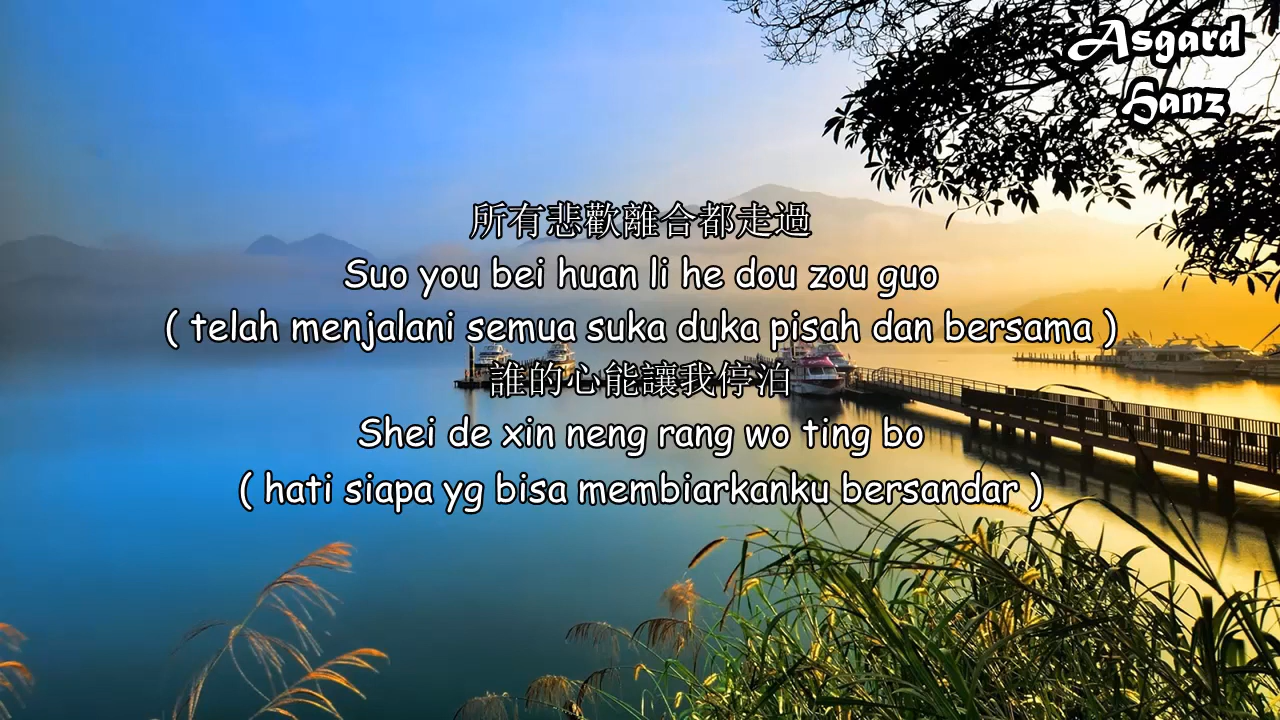 Asgard
Hanz
所有悲歡離合都走過
Suo you bei huan li he dou zou guo
( telah menjalani semua suka duka pisah dan bersama )
誰的心能讓我停泊
Shei de xin neng rang wo ting bo
( hati siapa yg bisa membiarkanku bersandar )